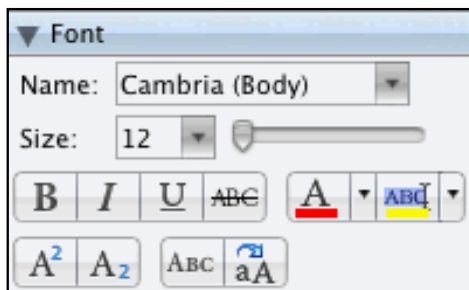 Font
Name: Cambria (Body)
Size: 12
B I U ABC A ABC
A2 A2 ABC aA